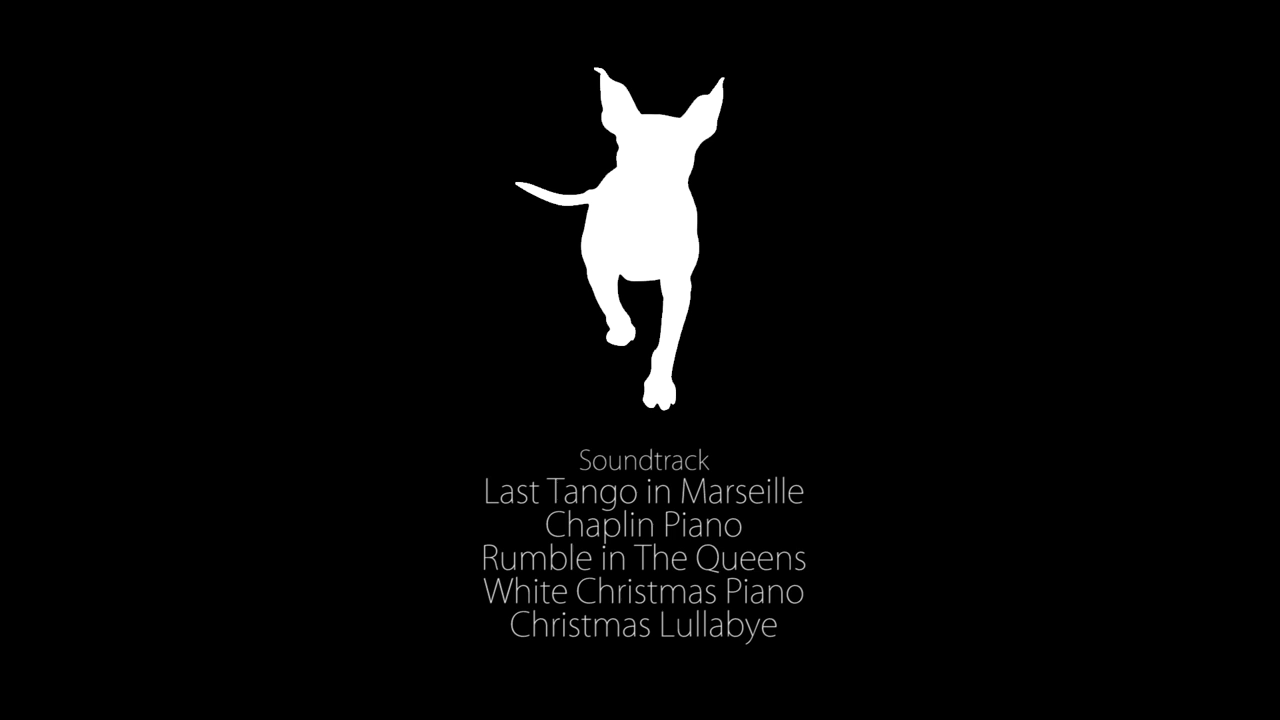 Soundtrack
Last Tango in Marseille
Chaplin Piano
Rumble in The Queens
White Christmas Piano
Christmas Lullabye